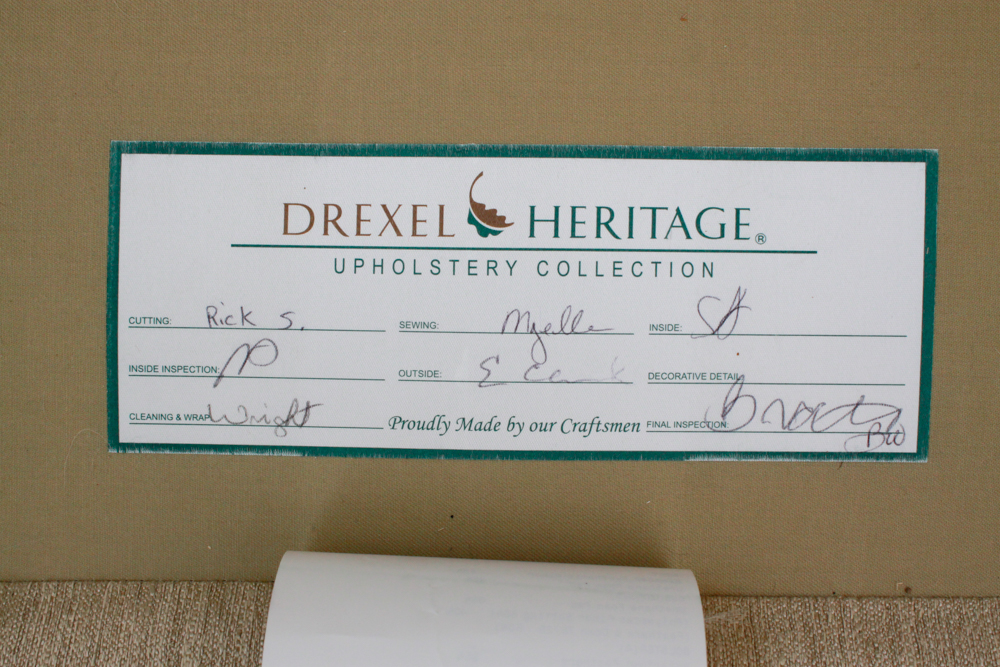 DREXEL HERITAGE®
UPHOLSTERY COLLECTION
CUTTING: Rick S. SEWING: INSIDE:
INSIDE INSPECTION: OUTSIDE: E DECORATIVE DETAIL
CLEANING & WRAP Wright Proudly Made by our Craftsmen FINAL INSPECTION:
BW